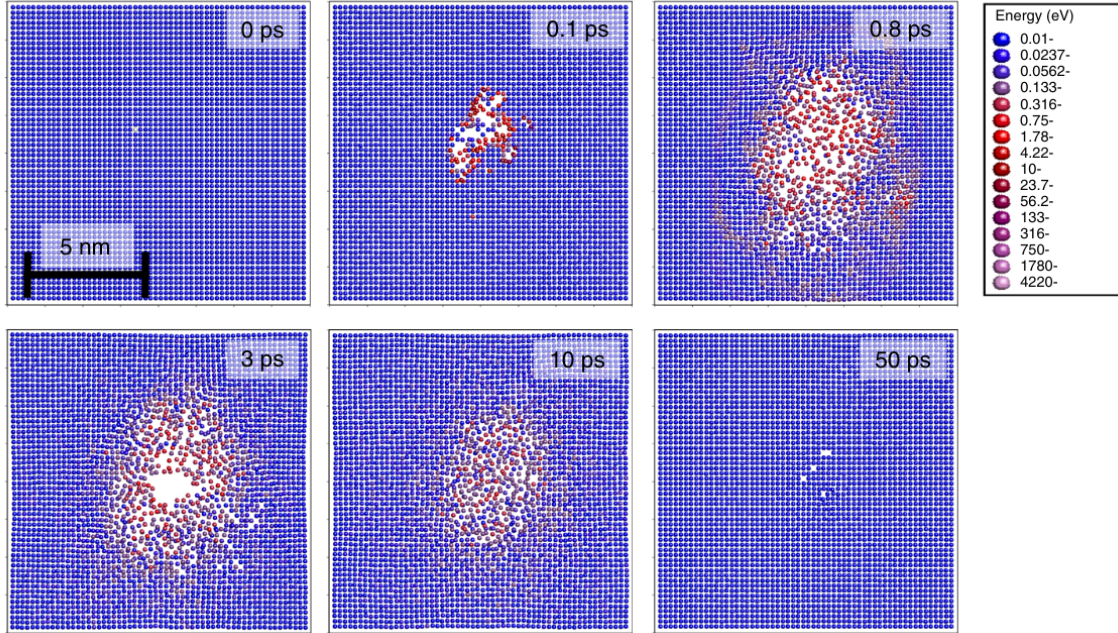 0 ps
0.1 ps
0.8 ps
Energy (eV)
0.01-
0.0237-
0.0562-
0.133-
0.316-
0.75-
1.78-
4.22-
10-
23.7-
56.2-
133-
316-
750-
1780-
4220-
5 nm
3 ps
10 ps
50 ps